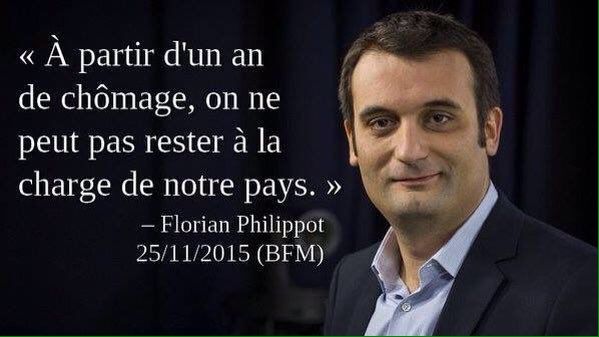 « À partir d'un an
de chômage, on ne
peut pas rester à la
charge de notre pays. »
– Florian Philippot
25/11/2015 (BFM)